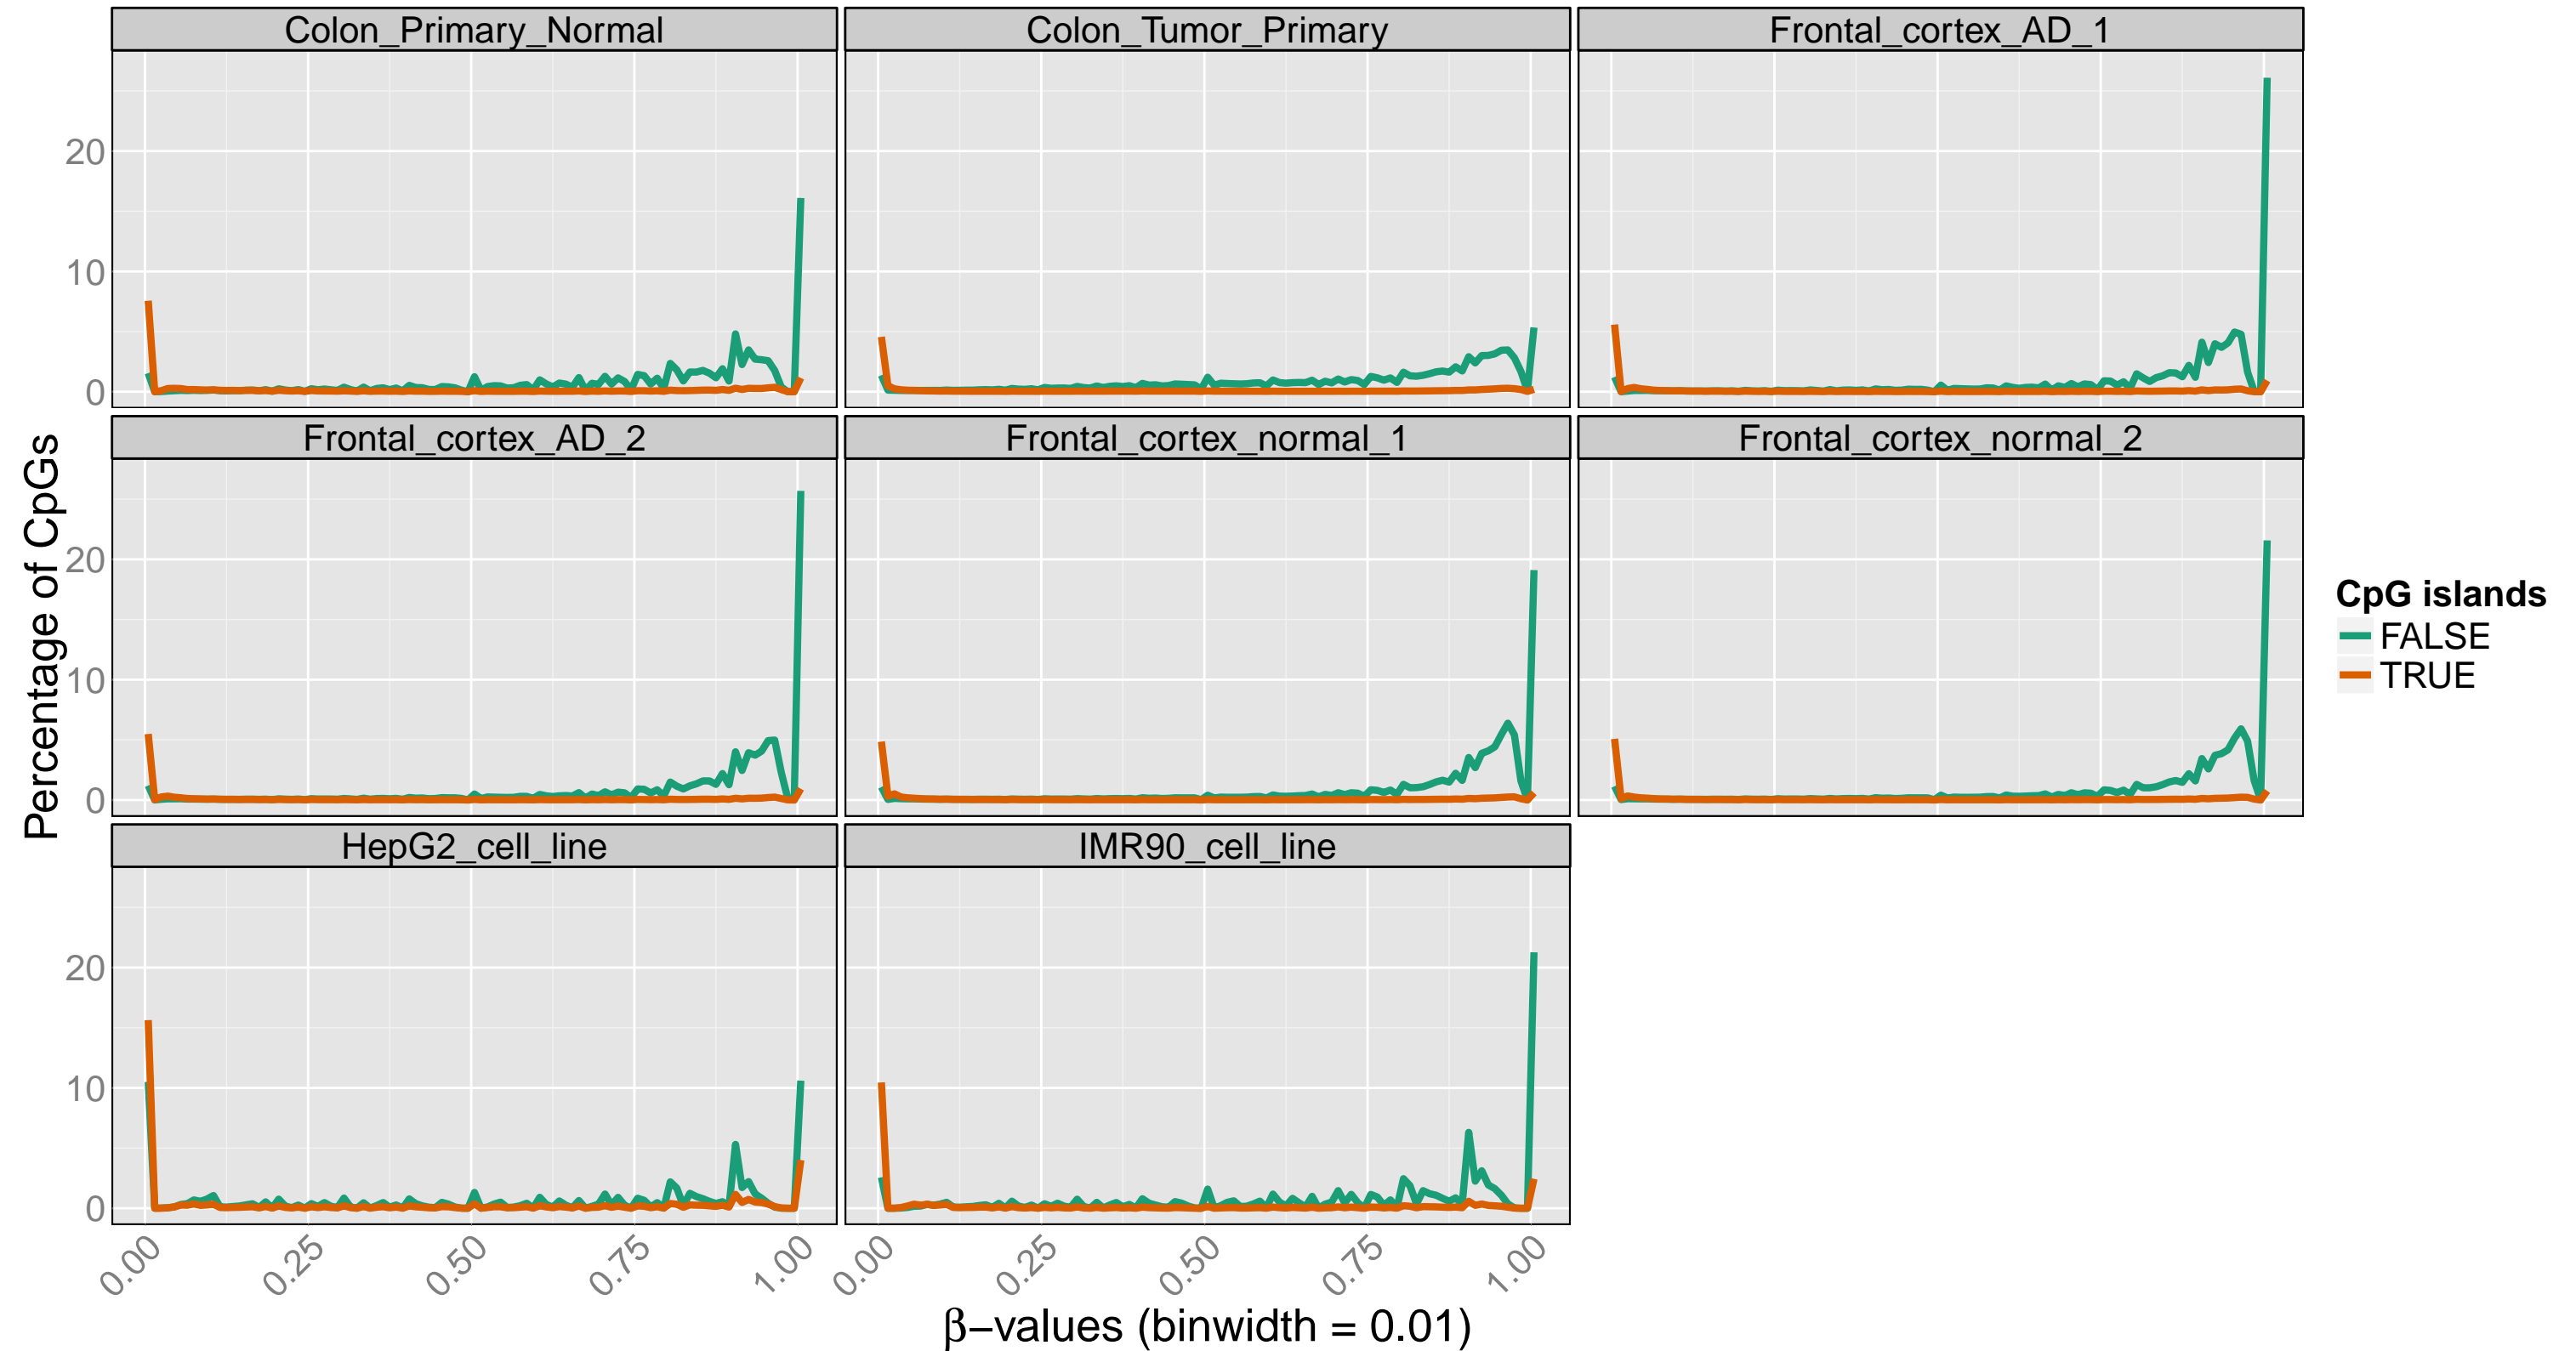 Colon_Primary_Normal
Colon_Tumor_Primary
Frontal_cortex_AD_1
20
10
0
Frontal_cortex_AD_2
Frontal_cortex_normal_1
Frontal_cortex_normal_2
20
10
0
HepG2_cell_line
IMR90_cell_line
20
10
0
0.00
0.25
0.50
0.75
1.00
0.00
0.25
0.50
0.75
1.00
Percentage of CpGs
β−values (binwidth = 0.01)
CpG islands
FALSE
TRUE